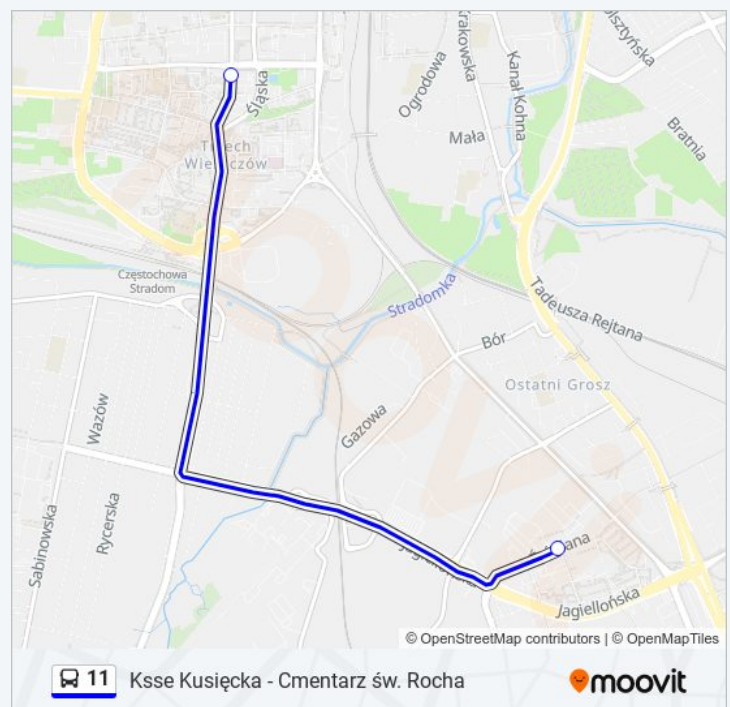 olsztyńska
Krakowska
Kanał Kohna
Ogrodowa
Śląska
Mała
Bratnia
Trzech
Wieszczów
Częstochowa
Stradom
Stradomka
Tadeusza Rejtana
Bór
Ostatni Grosz
Wazów
Gazowa
Sabinowska
Rycerska
Jagiellońska
Jagiellońska
© OpenStreetMap contributors | © OpenMapTiles
11 Ksse Kusięcka - Cmentarz św. Rocha
moovit